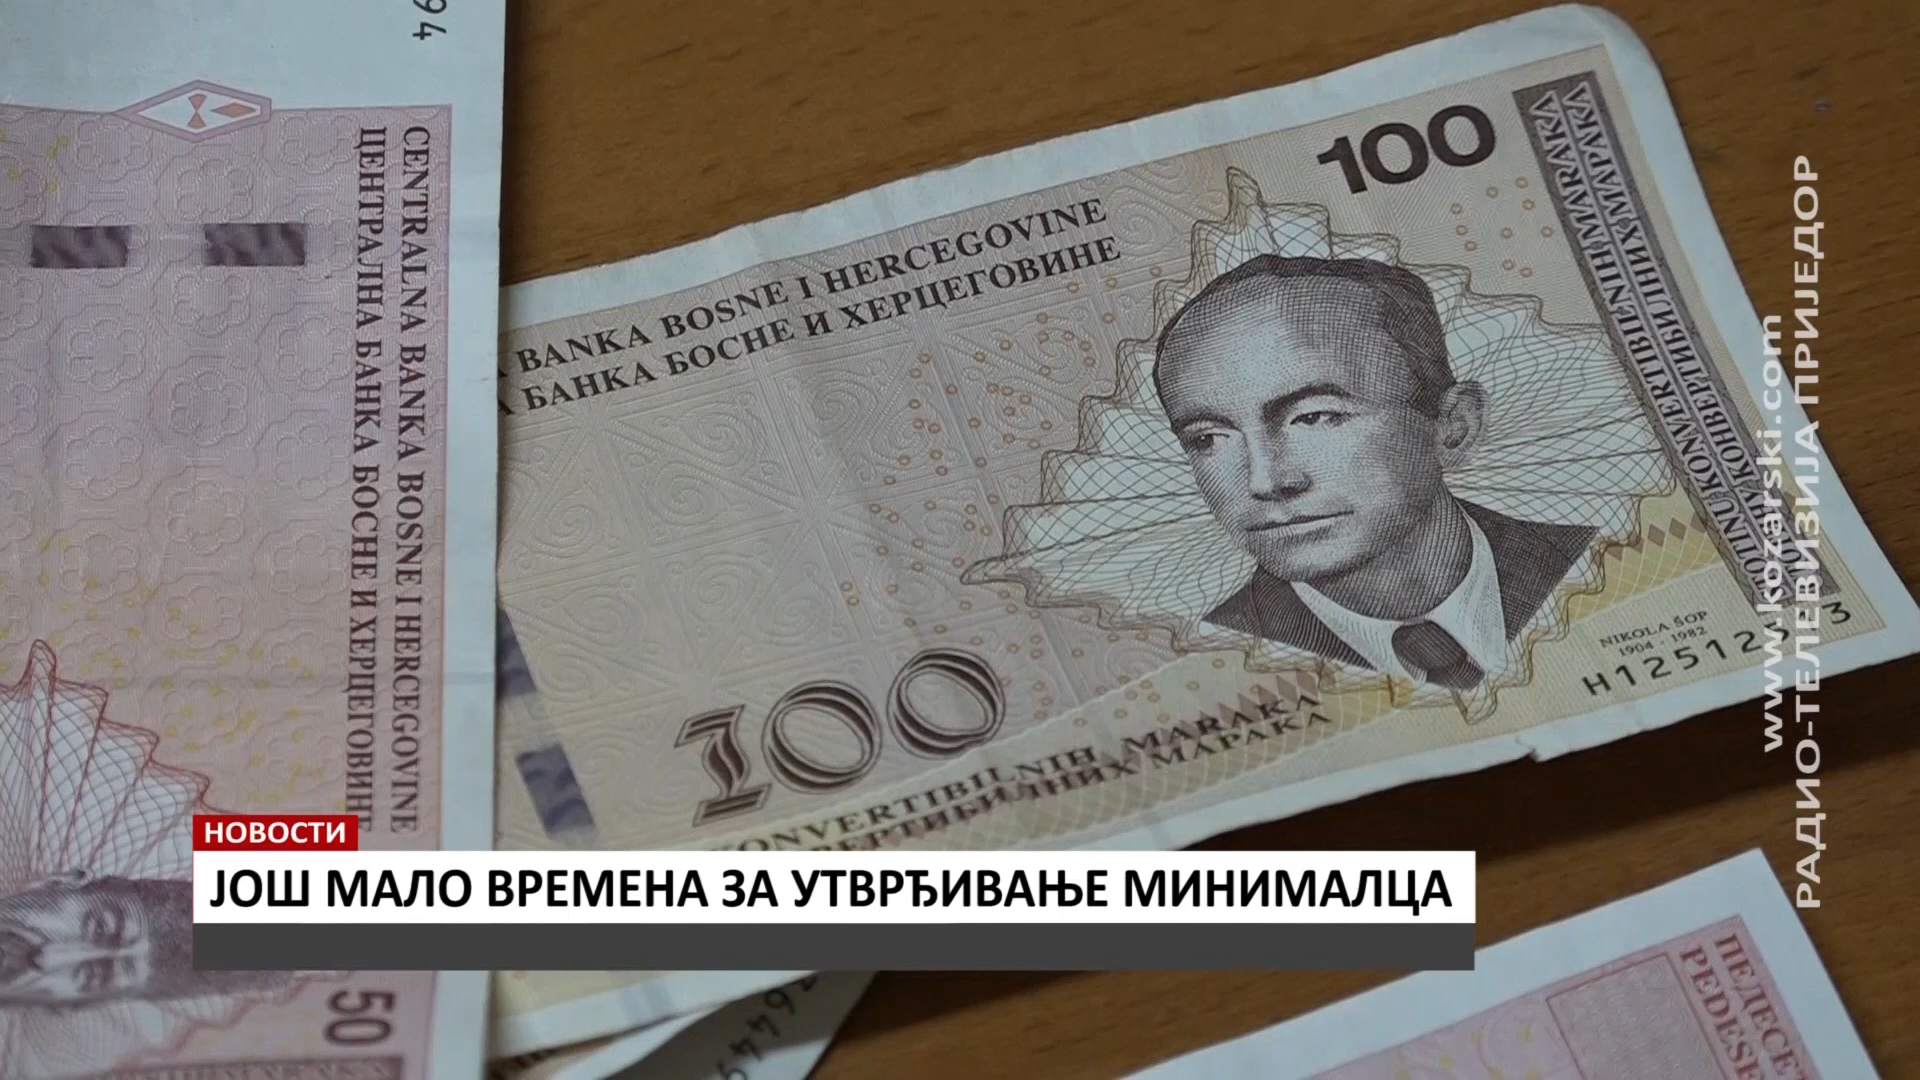 CENTRALNA BANKA BOSNE I HERCEGOVINE
ЦЕНТРАЛНА БАНКА БОСНЕ И ХЕРЦЕГОВИНЕ
50
BANKA BOSNE I HERCEGOVINE
БАНКА БОСНЕ И ХЕРЦЕГОВИНЕ
100
KONVERTIBILNIH MARAKA
КОНВЕРТИБИЛНИХ МАРАКА
NIKOLA ŠOP
1904 - 1982
100
KONVERTIBILNIH MARAKA
www.kozarski.com
РАДИО-ТЕЛЕВИЗИЈА ПРИЈЕДОР
НОВОСТИ
ЈОШ МАЛО ВРЕМЕНА ЗА УТВРЂИВАЊЕ МИНИМАЛЦА